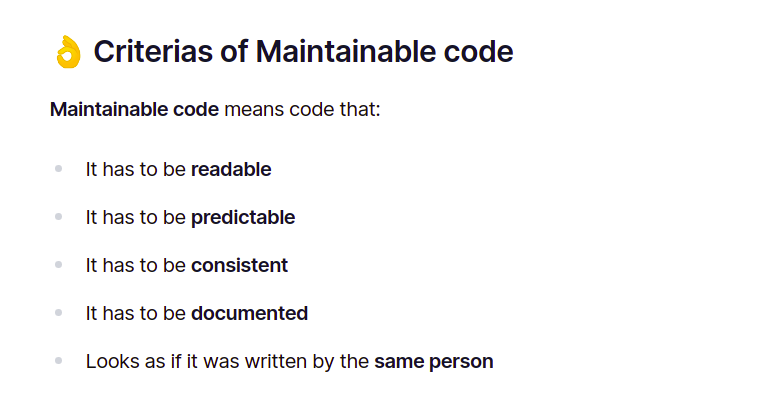 👌 Criterias of Maintainable code
Maintainable code means code that:
It has to be readable
It has to be predictable
It has to be consistent
It has to be documented
Looks as if it was written by the same person